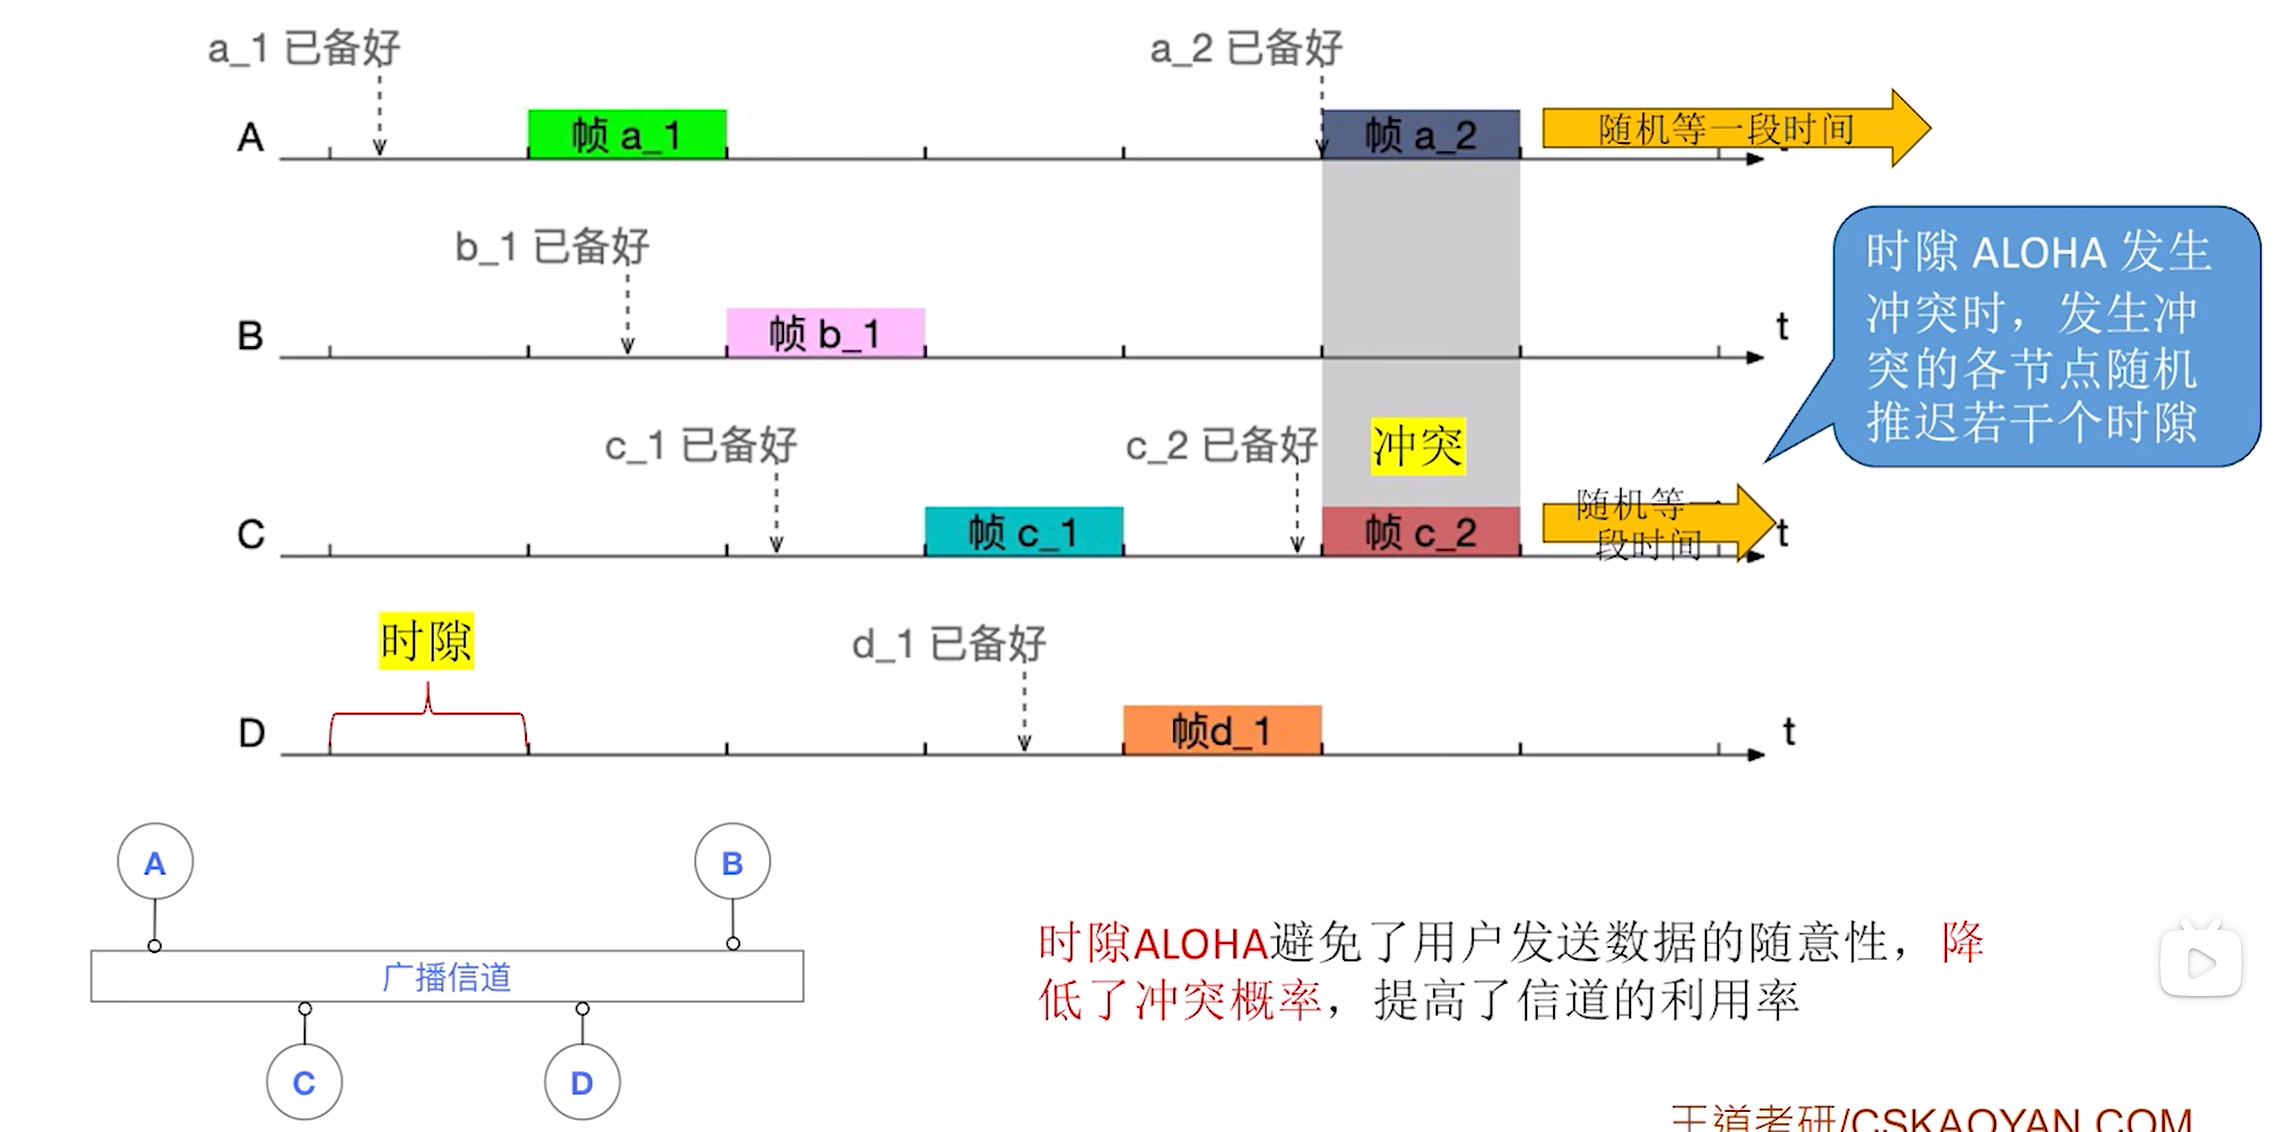 a_1 已备好
a_2 已备好
A
帧 a_1
帧 a_2
随机等一段时间
b_1 已备好
B
帧 b_1
t
时隙 ALOHA 发生
冲突时，发生冲
突的各节点随机
推迟若干个时隙
c_1 已备好
c_2 已备好
冲突
C
帧 c_1
帧 c_2
随机等一
段时间
t
时隙
d_1 已备好
D
帧d_1
t
A
B
广播信道
C
D
时隙ALOHA避免了用户发送数据的随意性，降
低了冲突概率，提高了信道的利用率
王道考研/CSKAOYAN.COM